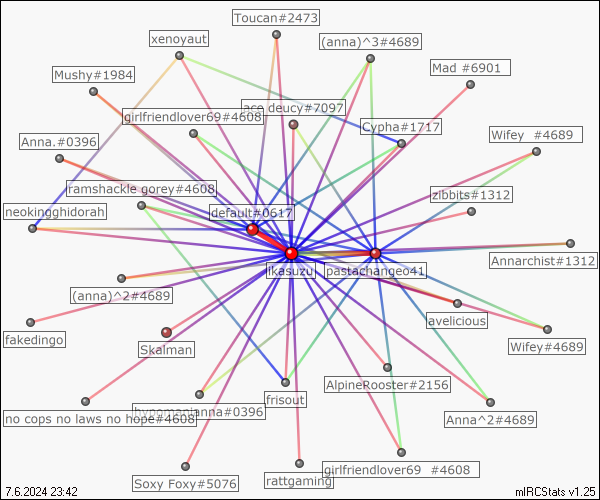 Toucan#2473
xenoyaut
(anna)^3#4689
Mad #6901
Mushy#1984
ace deucy#7097
girlfriendlover69#4608
Cypha#1717
Wifey #4689
Anna.#0396
ramshackle gorey#4608
zibbits#1312
neokingghidorah
default#0617
Annarchist#1312
ikasuzu
pastachange041
(anna)^2#4689
lavelicious
fakedingo
Skalman
Wifey#4689
AlpineRooster#2156
frisout
no cops no laws no hope#4608
anna#0396
Anna^2#4689
girlfriendlover69 #4608
Soxy Foxy#5076
rattgaming
7.6.2024 23:42
mIRCStats v1.25